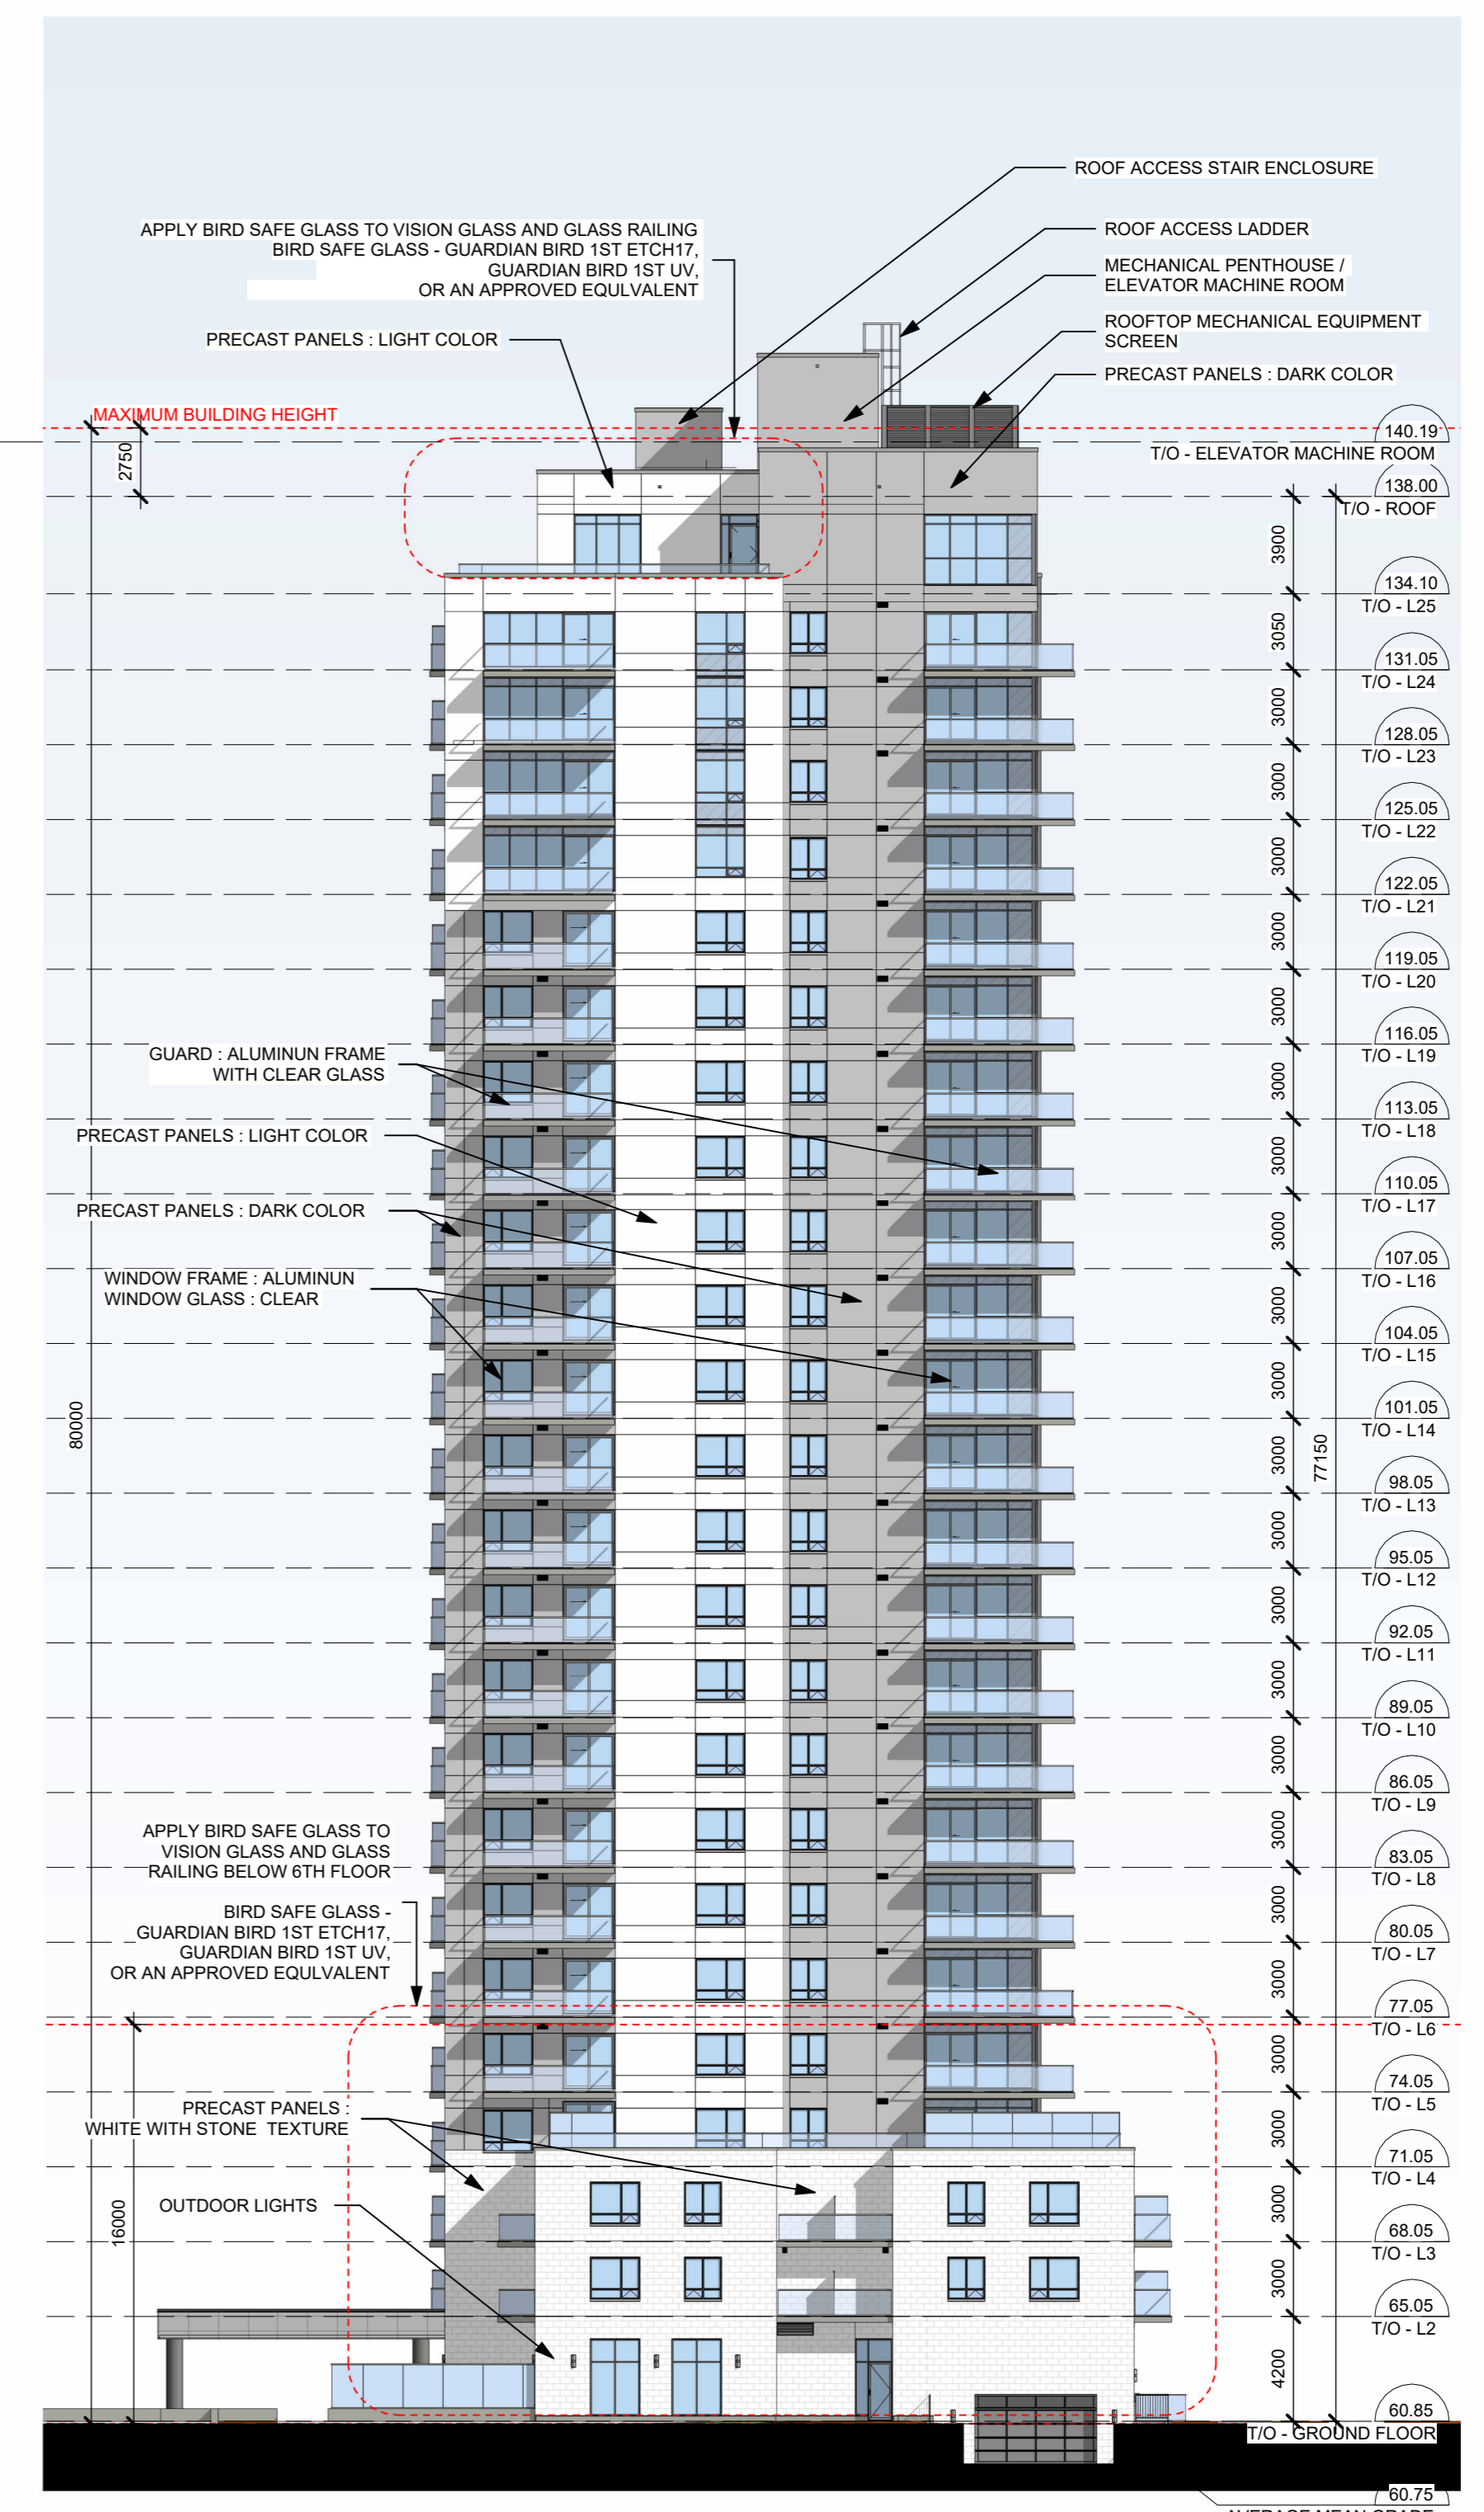 ROOF ACCESS STAIR ENCLOSURE
APPLY BIRD SAFE GLASS TO VISION GLASS AND GLASS RAILING
BIRD SAFE GLASS - GUARDIAN BIRD 1ST ETCH17,
GUARDIAN BIRD 1ST UV,
OR AN APPROVED EQULVALENT
ROOF ACCESS LADDER
MECHANICAL PENTHOUSE /
ELEVATOR MACHINE ROOM
ROOFTOP MECHANICAL EQUIPMENT
SCREEN
PRECAST PANELS : LIGHT COLOR
PRECAST PANELS : DARK COLOR
MAXIMUM BUILDING HEIGHT
2750
140.19
T/O - ELEVATOR MACHINE ROOM
138.00
T/O - ROOF
3900
134.10
T/O - L25
3050
131.05
T/O - L24
3000
128.05
T/O - L23
3000
125.05
T/O - L22
3000
122.05
T/O - L21
3000
119.05
T/O - L20
3000
116.05
T/O - L19
GUARD : ALUMINUN FRAME
WITH CLEAR GLASS
3000
113.05
T/O - L18
PRECAST PANELS : LIGHT COLOR
3000
110.05
T/O - L17
PRECAST PANELS : DARK COLOR
3000
107.05
T/O - L16
WINDOW FRAME : ALUMINUN
WINDOW GLASS : CLEAR
3000
104.05
T/O - L15
3000
101.05
T/O - L14
80000
77150
3000
98.05
T/O - L13
3000
95.05
T/O - L12
3000
92.05
T/O - L11
3000
89.05
T/O - L10
3000
86.05
T/O - L9
APPLY BIRD SAFE GLASS TO
VISION GLASS AND GLASS
RAILING BELOW 6TH FLOOR
3000
83.05
T/O - L8
BIRD SAFE GLASS -
GUARDIAN BIRD 1ST ETCH17,
GUARDIAN BIRD 1ST UV,
OR AN APPROVED EQULVALENT
3000
80.05
T/O - L7
3000
77.05
T/O - L6
3000
74.05
T/O - L5
PRECAST PANELS :
WHITE WITH STONE TEXTURE
3000
71.05
T/O - L4
OUTDOOR LIGHTS
16000
3000
68.05
T/O - L3
3000
65.05
T/O - L2
4200
60.85
T/O - GROUND FLOOR
60.75
AVERAGE MEAN GRADE